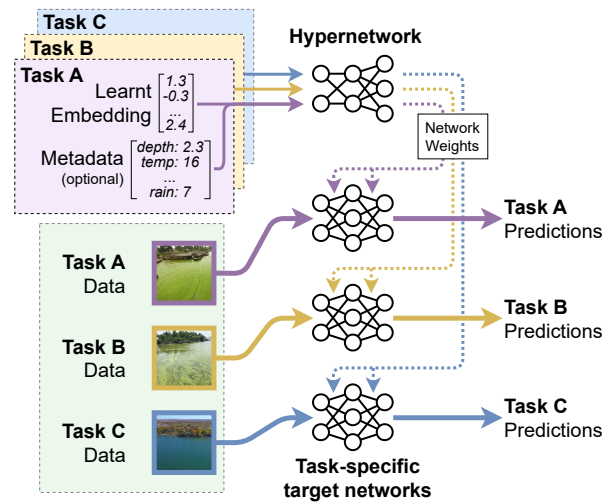 Task C
Task B
Task A
Learnt
Embedding
1.3
-0.3
...
2.4
Metadata
(optional)
depth: 2.3
temp: 16
...
rain: 7
Hypernetwork
Network
Weights
Task A
Data
Task B
Data
Task C
Data
Task A
Predictions
Task B
Predictions
Task C
Predictions
Task-specific
target networks